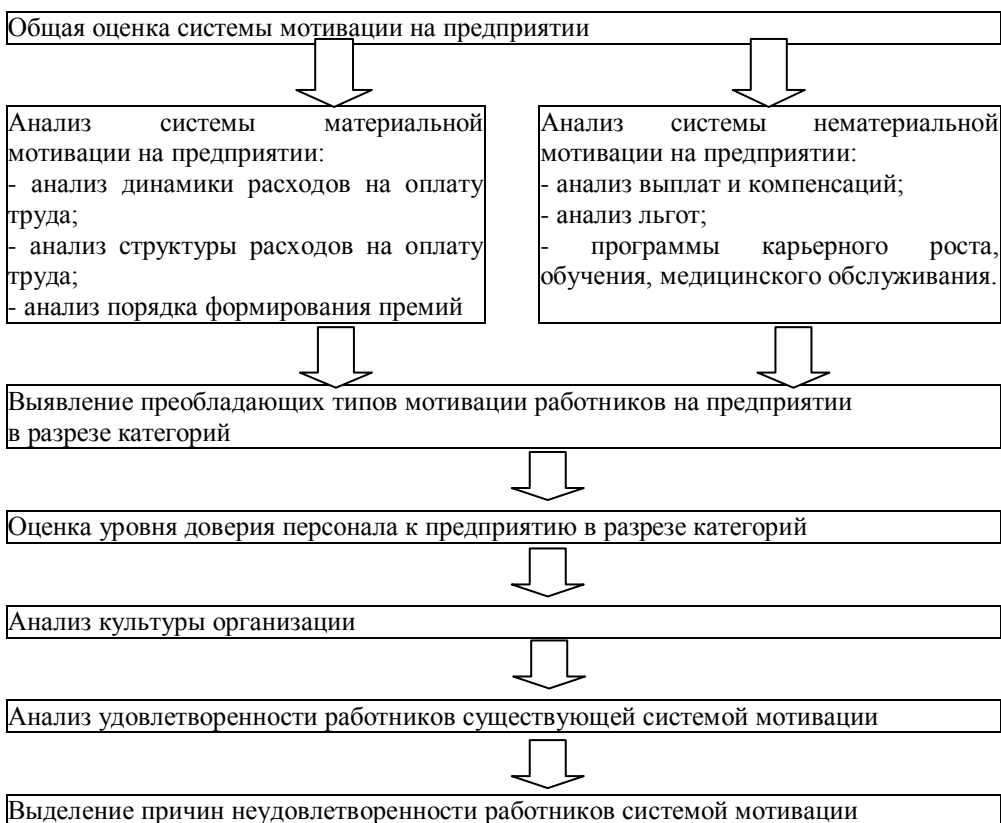 Общая оценка системы мотивации на предприятии
Анализ системы материальной
мотивации на предприятии:
- анализ динамики расходов на оплату
труда;
- анализ структуры расходов на оплату
труда;
- анализ порядка формирования премий
Анализ системы нематериальной
мотивации на предприятии:
- анализ выплат и компенсаций;
- анализ льгот;
- программы карьерного роста,
обучения, медицинского обслуживания.
Выявление преобладающих типов мотивации работников на предприятии
в разрезе категорий
Оценка уровня доверия персонала к предприятию в разрезе категорий
Анализ культуры организации
Анализ удовлетворенности работников существующей системой мотивации
Выделение причин неудовлетворенности работников системой мотивации